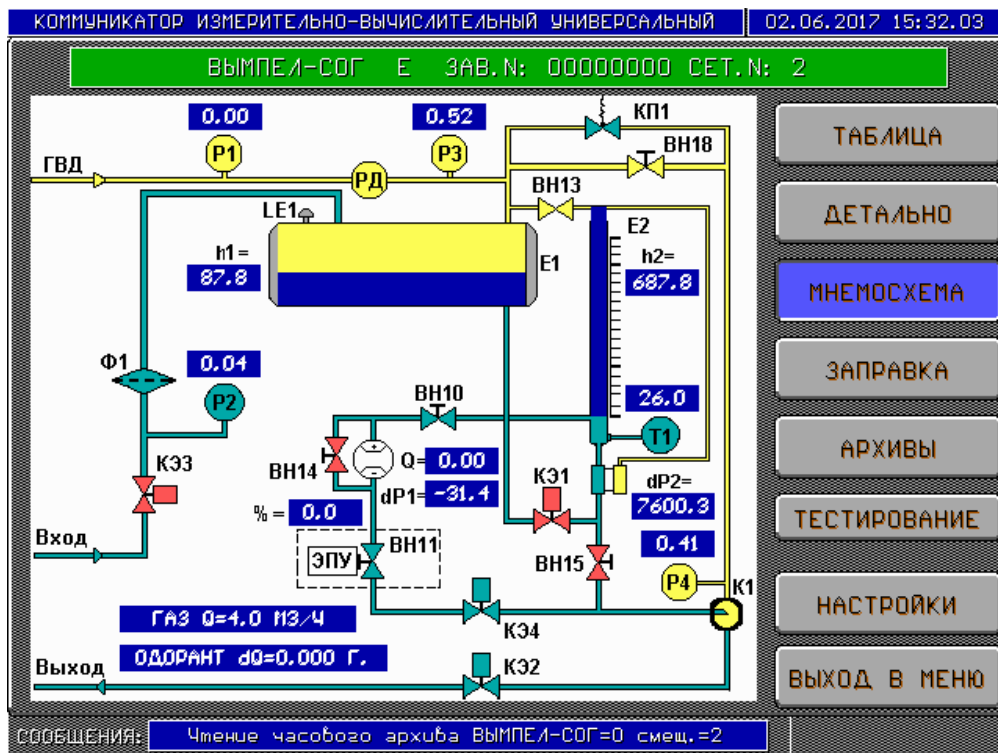 КОММУНИКАТОР ИЗМЕРИТЕЛЬНО-ВЫЧИСЛИТЕЛЬНЫЙ УНИВЕРСАЛЬНЫЙ 02.06.2017 15:32.03
ВЫМПЕЛ-СОГ Е ЗАВ.N: 00000000 СЕТ.N: 2
0.00 0.52 КП1
P1 P3 ВН18
ГВД РД ВН13
LE1 E2
h1= E1 h2=
87.8 687.8
Ф1 0.04
P2 ВН10 26.0
T1
КЭ3 ВН14 Q= 0.00 КЭ1 dP2=
dP1= -31.4 7600.3
% = 0.0 0.41
Вход ВН11 ВН15
ЭПУ P4 К1
ГАЗ Q=4.0 М3/Ч КЭ4
ОДОРАНТ dQ=0.000 Г.
Выход КЭ2
ТАБЛИЦА
ДЕТАЛЬНО
МНЕМОСХЕМА
ЗАПРАВКА
АРХИВЫ
ТЕСТИРОВАНИЕ
НАСТРОЙКИ
ВЫХОД В МЕНЮ
СООБЩЕНИЯ: Чтение часового архива ВЫМПЕЛ-СОГ=0 смещ.=2